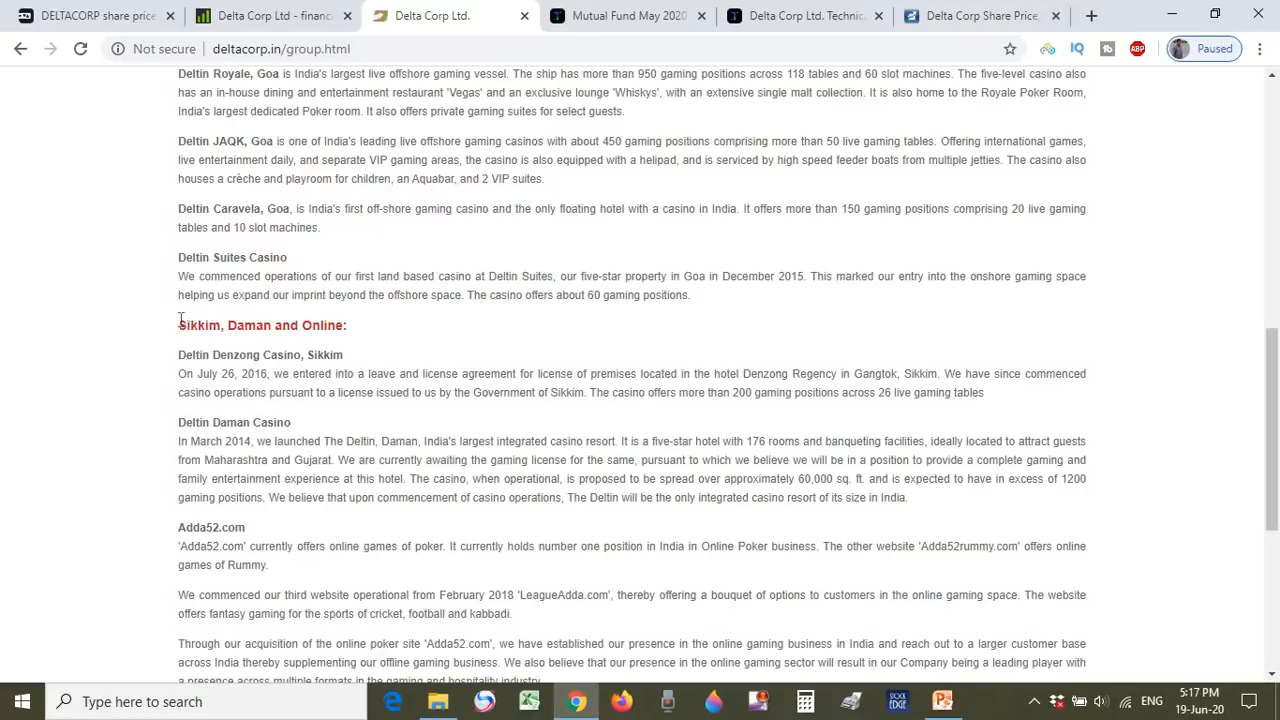 DELTACORP share price
Delta Corp Ltd - financi
Delta Corp Ltd.
Mutual Fund May 2020
Delta Corp Ltd. Technic
Delta Corp Share Price,
Not secure
deltacorp.in/group.html
IQ
ABP
Paused
Deltin Royale, Goa is India's largest live offshore gaming vessel. The ship has more than 950 gaming positions across 118 tables and 60 slot machines. The five-level casino also
has an in-house dining and entertainment restaurant 'Vegas' and an exclusive lounge 'Whiskys', with an extensive single malt collection. It is also home to the Royale Poker Room,
India's largest dedicated Poker room. It also offers private gaming suites for select guests.
Deltin JAQK, Goa is one of India's leading live offshore gaming casinos with about 450 gaming positions comprising more than 50 live gaming tables. Offering international games,
live entertainment daily, and separate VIP gaming areas, the casino is also equipped with a helipad, and is serviced by high speed feeder boats from multiple jetties. The casino also
houses a crèche and playroom for children, an Aquabar, and 2 VIP suites.
Deltin Caravela, Goa, is India's first off-shore gaming casino and the only floating hotel with a casino in India. It offers more than 150 gaming positions comprising 20 live gaming
tables and 10 slot machines.
Deltin Suites Casino
We commenced operations of our first land based casino at Deltin Suites, our five-star property in Goa in December 2015. This marked our entry into the onshore gaming space
helping us expand our imprint beyond the offshore space. The casino offers about 60 gaming positions.
Sikkim, Daman and Online:
Deltin Denzong Casino, Sikkim
On July 26, 2016, we entered into a leave and license agreement for license of premises located in the hotel Denzong Regency in Gangtok, Sikkim. We have since commenced
casino operations pursuant to a license issued to us by the Government of Sikkim. The casino offers more than 200 gaming positions across 26 live gaming tables
Deltin Daman Casino
In March 2014, we launched The Deltin, Daman, India's largest integrated casino resort. It is a five-star hotel with 176 rooms and banqueting facilities, ideally located to attract guests
from Maharashtra and Gujarat. We are currently awaiting the gaming license for the same, pursuant to which we believe we will be in a position to provide a complete gaming and
family entertainment experience at this hotel. The casino, when operational, is proposed to be spread over approximately 60,000 sq. ft. and is expected to have in excess of 1200
gaming positions. We believe that upon commencement of casino operations, The Deltin will be the only integrated casino resort of its size in India.
Adda52.com
'Adda52.com' currently offers online games of poker. It currently holds number one position in India in Online Poker business. The other website 'Adda52rummy.com' offers online
games of Rummy.
We commenced our third website operational from February 2018 'LeagueAdda.com', thereby offering a bouquet of options to customers in the online gaming space. The website
offers fantasy gaming for the sports of cricket, football and kabbadi.
Through our acquisition of the online poker site 'Adda52.com', we have established our presence in the online gaming business in India and reach out to a larger customer base
across India thereby supplementing our offline gaming business. We also believe that our presence in the online gaming sector will result in our Company being a leading player with
a presence across multiple formats in the gaming and hospitality industry.
Type here to search
STOCK EDGE
ENG
5:17 PM
19-Jun-20